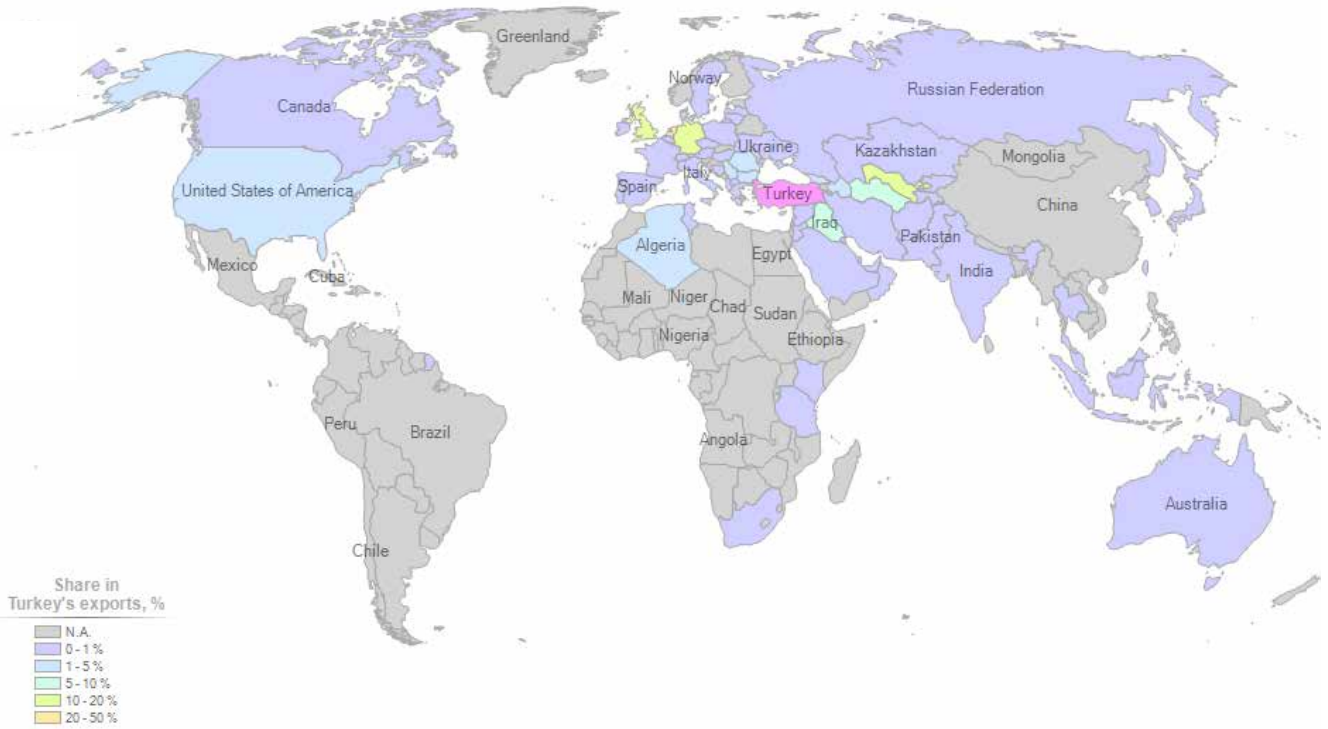 Greenland
Norway
Canada
Russian Federation
Ukraine
Kazakhstan
Mongolia
Italy
United States of America
Spain
Turkey
China
Iraq
Algeria
Pakistan
Egypt
Mexico
India
Cuba
Mali
Niger
Chad
Sudan
Nigeria
Ethiopia
Peru
Brazil
Angola
Australia
Chile
Share in
Turkey's exports, %
N.A.
0 - 1 %
1 - 5 %
5 - 10 %
10 - 20 %
20 - 50 %